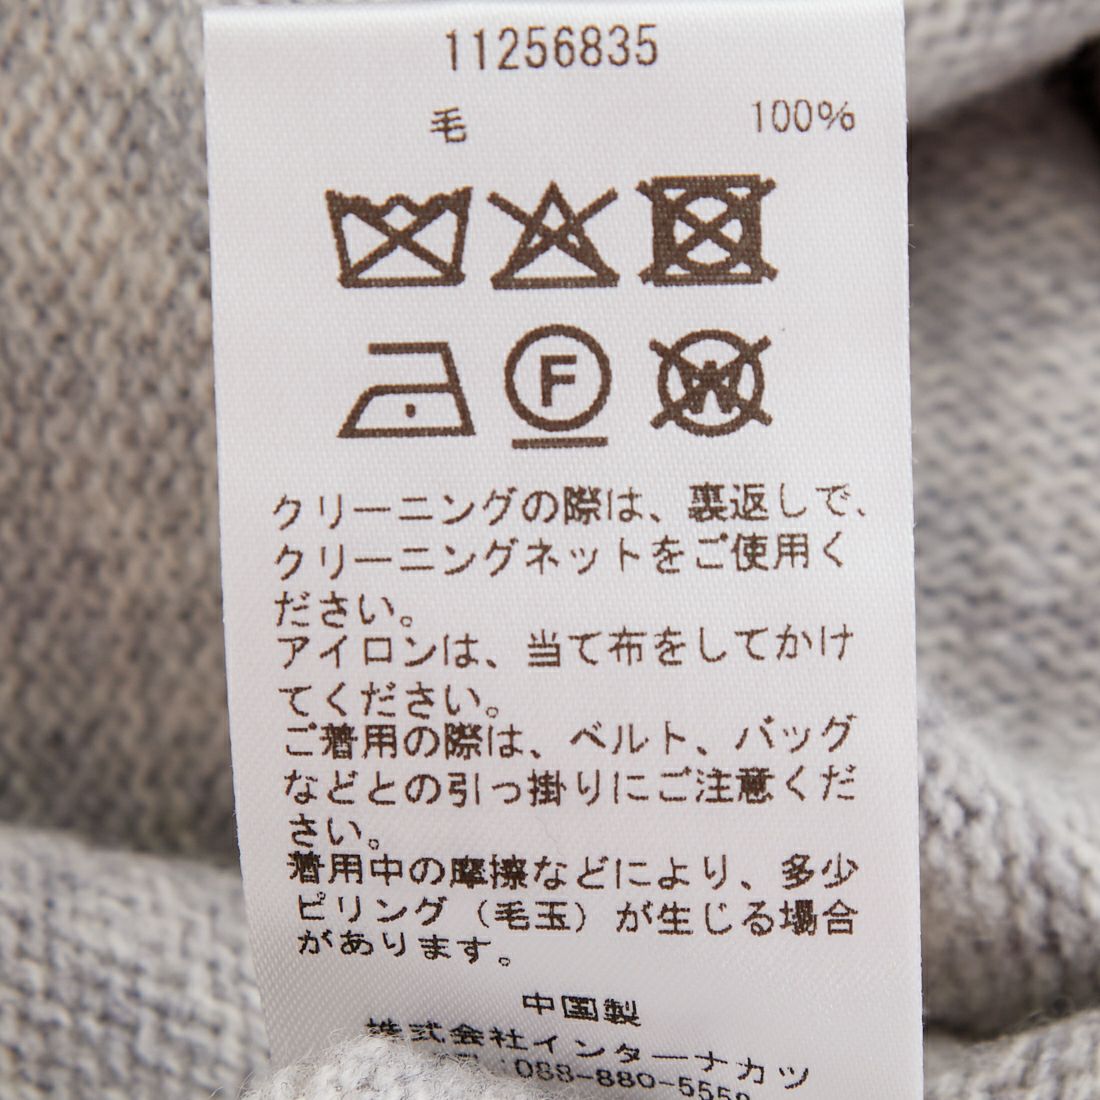 11256835
毛 100%
F
W
クリーニングの際は、裏返しで、
クリーニングネットをご使用く
ださい。
アイロンは、当て布をしてかけ
てください。
ご着用の際は、ベルト、バッグ
などとの引っ掛りにご注意くだ
さい。
着用中の摩擦などにより、多少
ピリング（毛玉）が生じる場合
があります。
中国製
株式会社インターナカツ
:088-880-5559